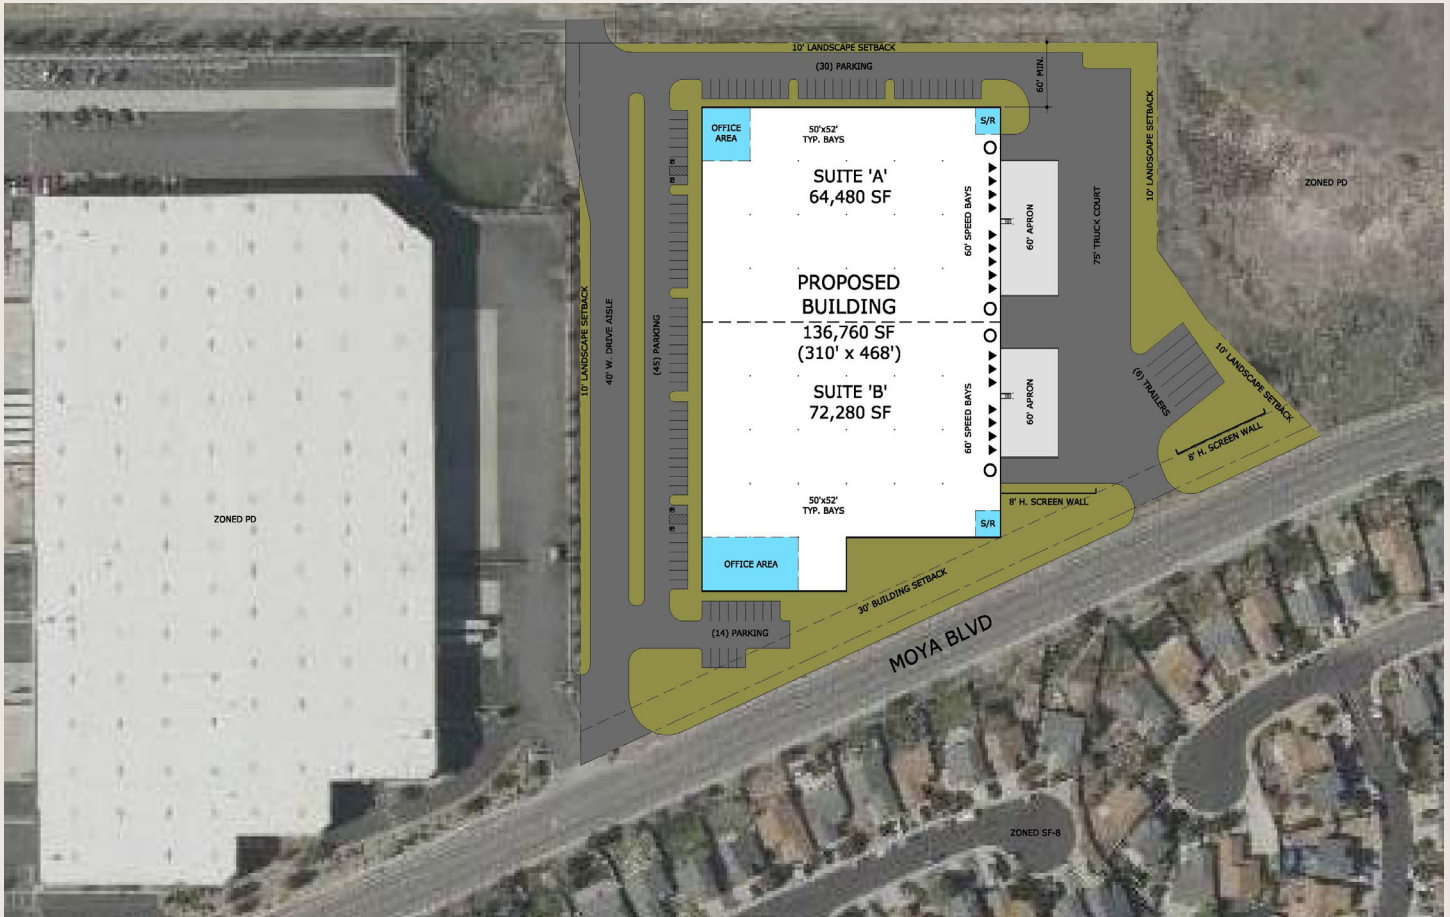 10' LANDSCAPE SETBACK
(30) PARKING
60' MIN.
10' LANDSCAPE SETBACK
OFFICE
AREA
50'x52'
TYP. BAYS
S/R
SUITE 'A'
64,480 SF
60' SPEED BAYS
60' APRON
75' TRUCK COURT
ZONED PD
PROPOSED
BUILDING
136,760 SF
(310' x 468')
10' LANDSCAPE SETBACK
40' W. DRIVE AISLE
(45) PARKING
SUITE 'B'
72,280 SF
60' SPEED BAYS
60' APRON
(6) TRAILERS
10' LANDSCAPE SETBACK
8' H. SCREEN WALL
ZONED PD
50'x52'
TYP. BAYS
S/R
8' H. SCREEN WALL
OFFICE AREA
30' BUILDING SETBACK
(14) PARKING
MOYA BLVD
ZONED SF-8